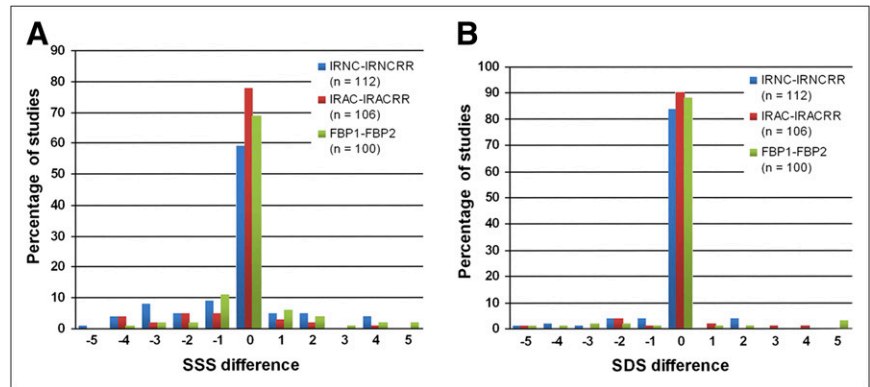 A
90
80
70
60
50
40
30
20
10
0
Percentage of studies
IRNC-IRNCRR
(n = 112)
IRAC-IRACRR
(n = 106)
FBP1-FBP2
(n = 100)
-5 -4 -3 -2 -1 0 1 2 3 4 5
SSS difference
B
100
90
80
70
60
50
40
30
20
10
0
Percentage of studies
IRNC-IRNCRR
(n = 112)
IRAC-IRACRR
(n = 106)
FBP1-FBP2
(n = 100)
-5 -4 -3 -2 -1 0 1 2 3 4 5
SDS difference